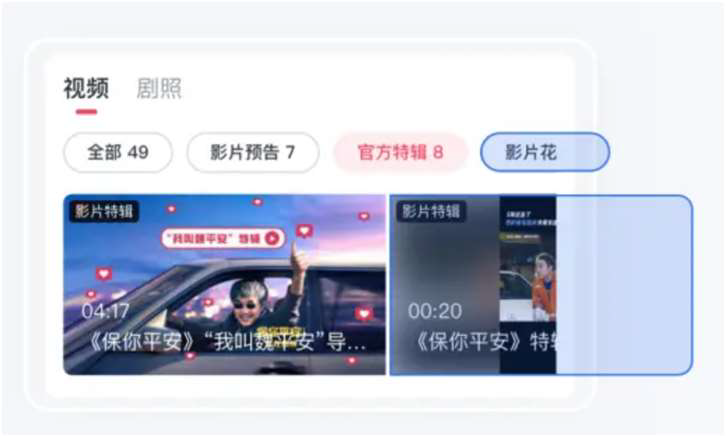 视频 剧照
全部 49 影片预告 7 官方特辑 8 影片花
影片特辑
“我叫魏平安”特辑
04:17
《保你平安》“我叫魏平安”导...
影片特辑
00:20
《保你平安》特辑